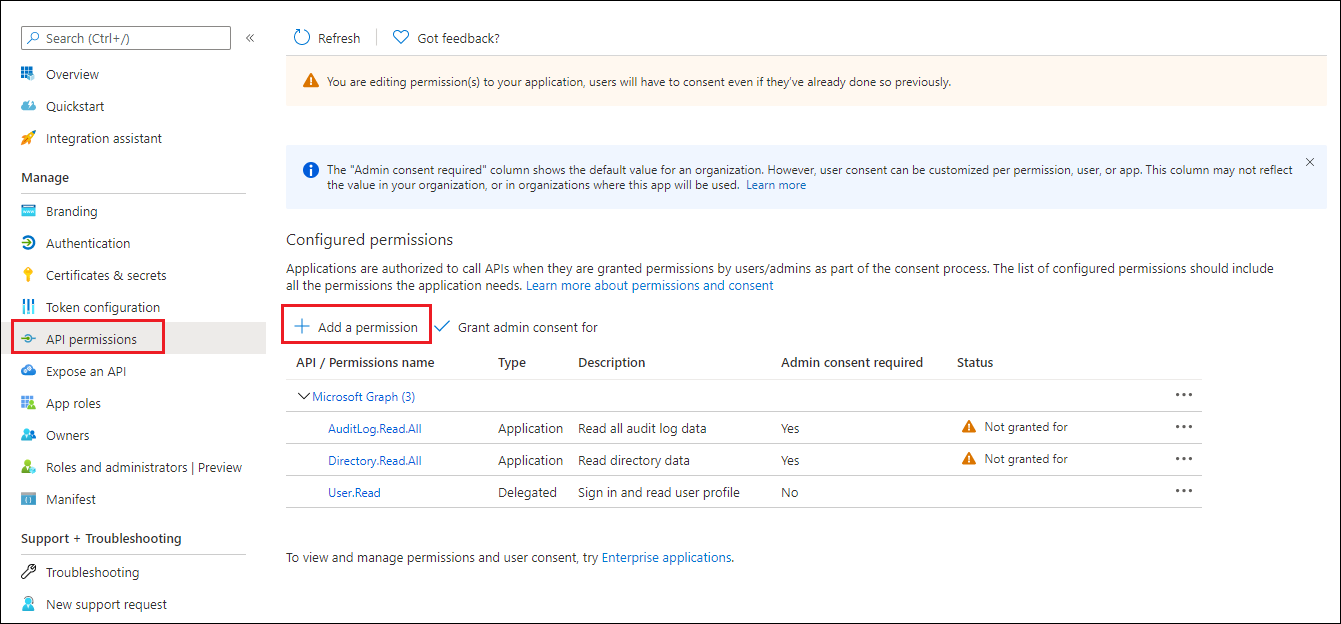 Search (Ctrl+/)
«
Overview
Quickstart
Integration assistant
Manage
Branding
Authentication
Certificates & secrets
Token configuration
API permissions
Expose an API
App roles
Owners
Roles and administrators | Preview
Manifest
Support + Troubleshooting
Troubleshooting
New support request
Refresh
Got feedback?
You are editing permission(s) to your application, users will have to consent even if they've already done so previously.
The "Admin consent required" column shows the default value for an organization. However, user consent can be customized per permission, user, or app. This column may not reflect
the value in your organization, or in organizations where this app will be used. Learn more
Configured permissions
Applications are authorized to call APIs when they are granted permissions by users/admins as part of the consent process. The list of configured permissions should include
all the permissions the application needs. Learn more about permissions and consent
Add a permission Grant admin consent for
API / Permissions name Type Description Admin consent required Status
Microsoft Graph (3)
AuditLog.Read.All Application Read all audit log data Yes Not granted for
Directory.Read.All Application Read directory data Yes Not granted for
User.Read Delegated Sign in and read user profile No
To view and manage permissions and user consent, try Enterprise applications.